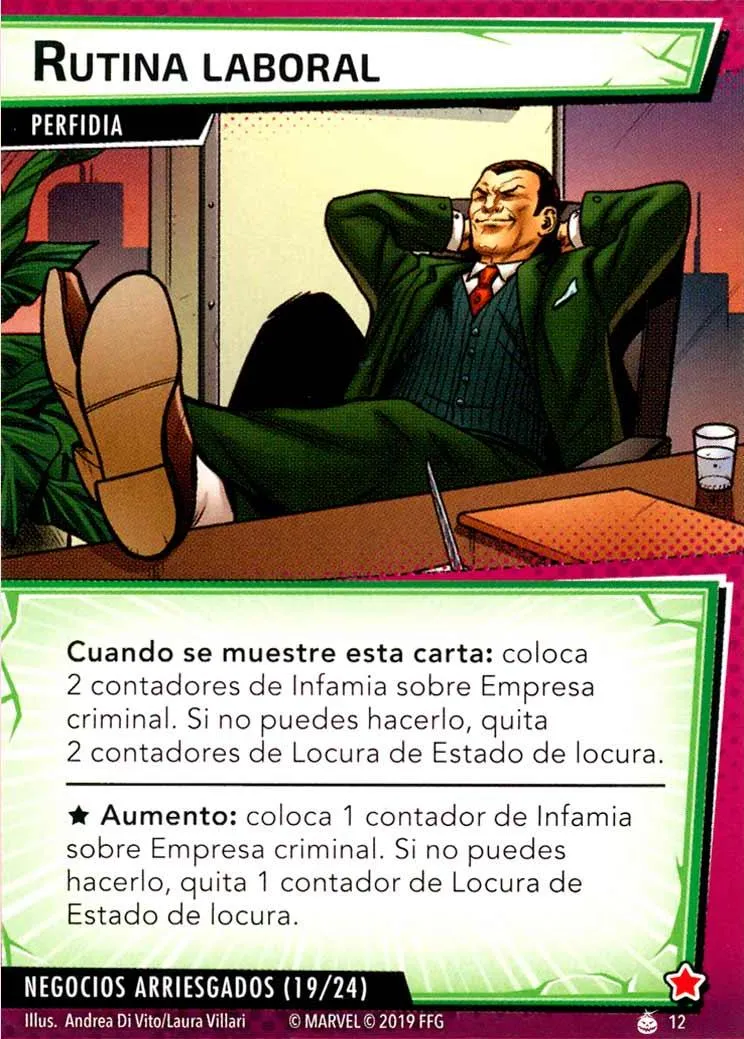 RUTINA LABORAL
PERFIDIA
Cuando se muestre esta carta: coloca
2 contadores de Infamia sobre Empresa
criminal. Si no puedes hacerlo, quita
2 contadores de Locura de Estado de locura.
★ Aumento: coloca 1 contador de Infamia
sobre Empresa criminal. Si no puedes
hacerlo, quita 1 contador de Locura de
Estado de locura.
NEGOCIOS ARRIESGADOS (19/24)
Illus. Andrea Di Vito/Laura Villari © MARVEL © 2019 FFG 12